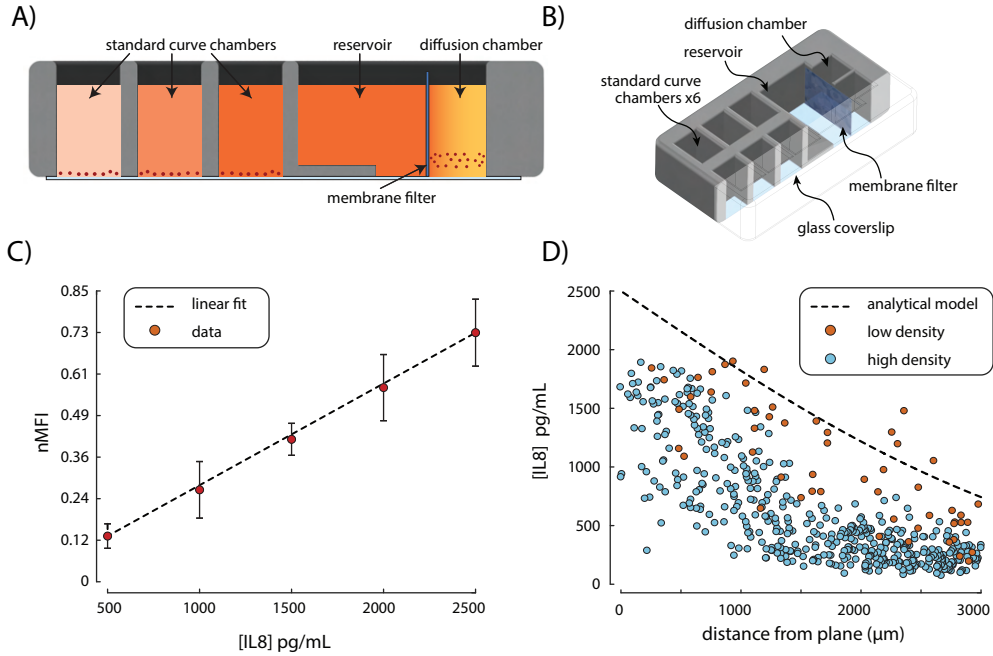 A)
standard curve chambers
reservoir
diffusion chamber
membrane filter
B)
diffusion chamber
reservoir
standard curve
chambers x6
membrane filter
glass coverslip
C)
nMFI
0.85
0.73
0.61
0.49
0.36
0.24
0.12
0
linear fit
data
500
1000
1500
2000
2500
[IL8] pg/mL
D)
[IL8] pg/mL
2500
2000
1500
1000
500
0
analytical model
low density
high density
0
1000
2000
3000
distance from plane (μm)